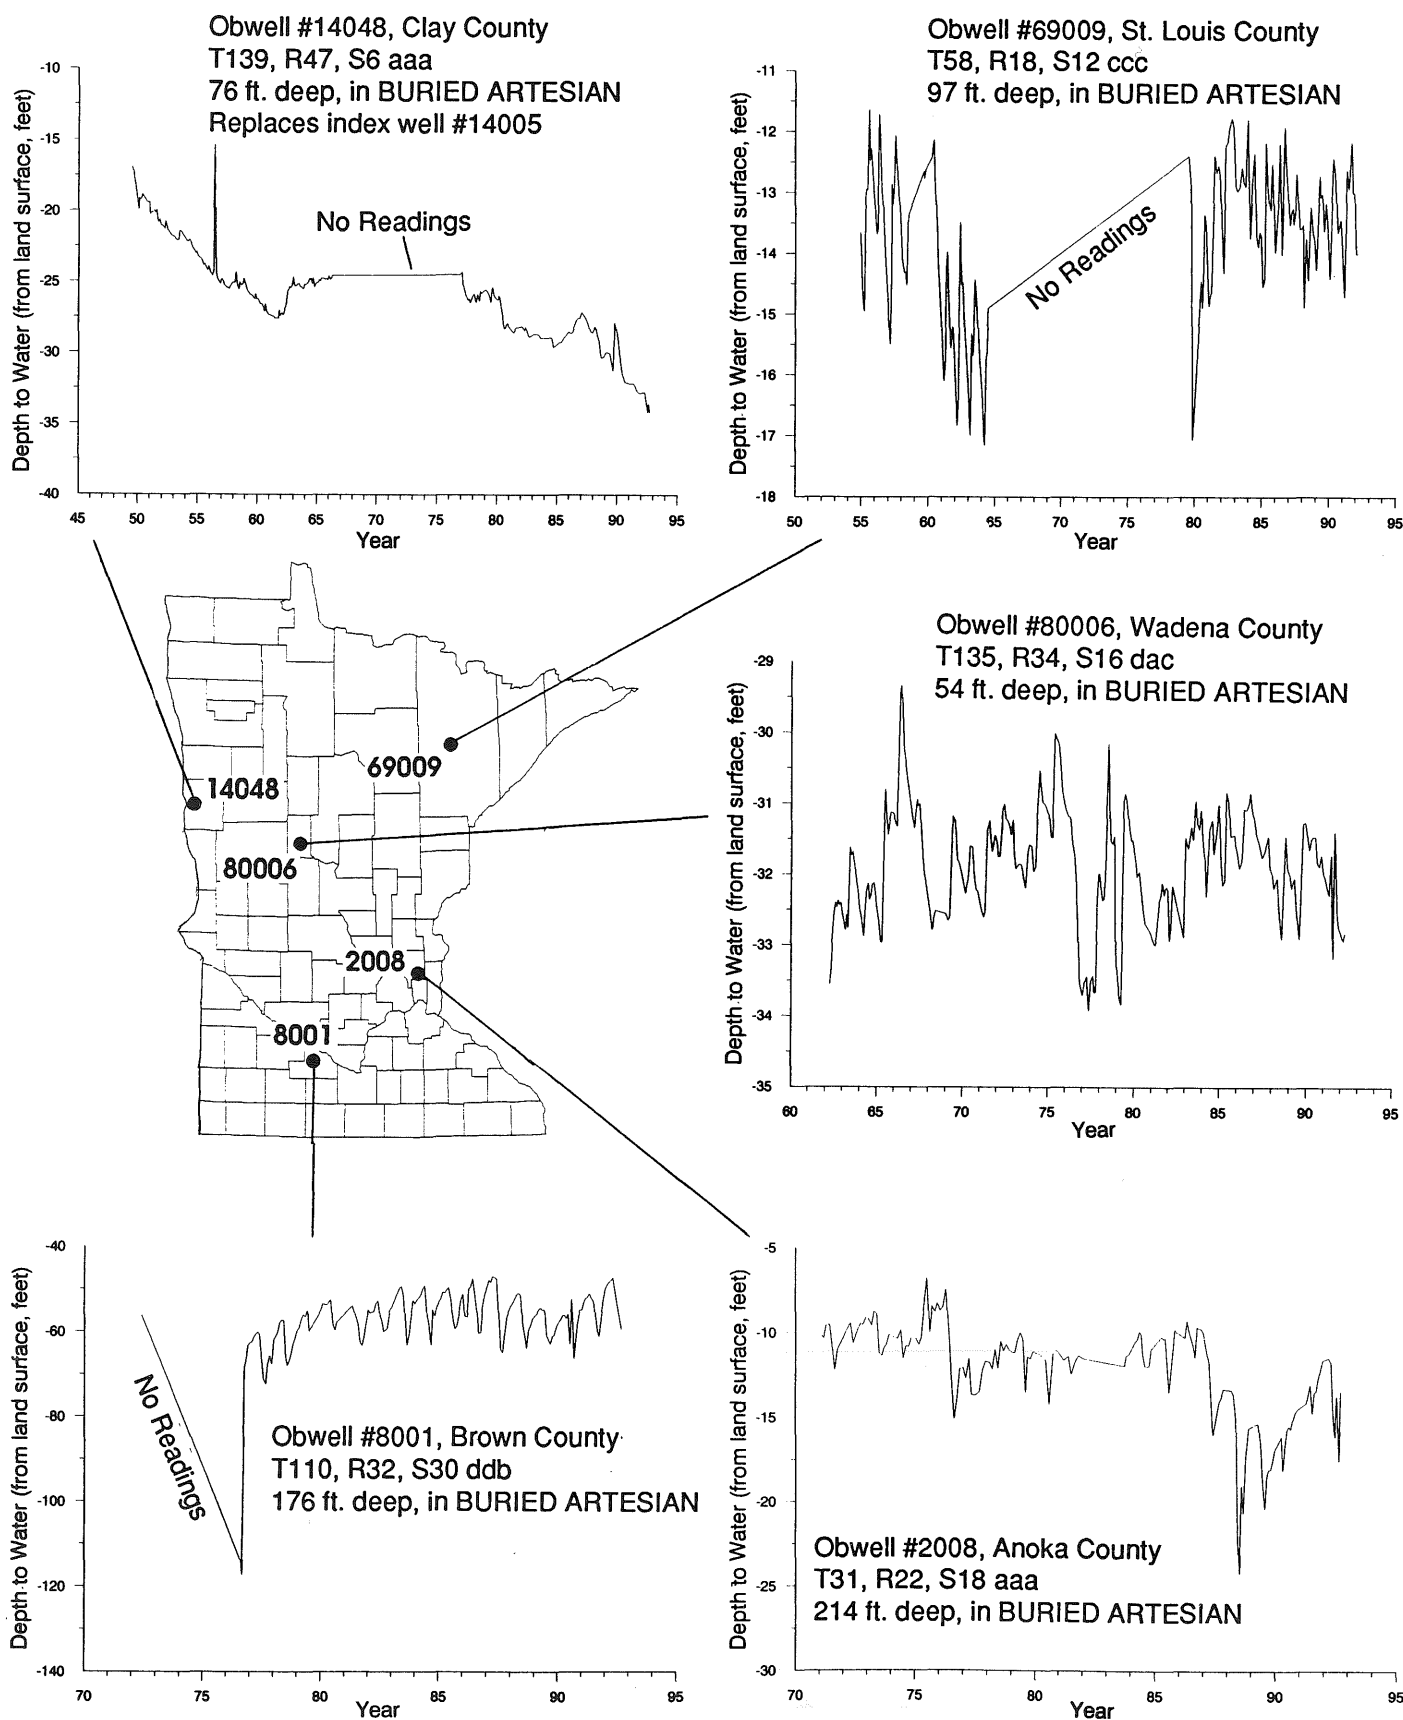 Obwell #14048, Clay County
T139, R47, S6 aaa
76 ft. deep, in BURIED ARTESIAN
Replaces index well #14005
Depth to Water (from land surface, feet)
-10
-15
-20
-25
-30
-35
-40
No Readings
45 50 55 60 65 70 75 80 85 90 95
Year
Obwell #69009, St. Louis County
T58, R18, S12 ccc
97 ft. deep, in BURIED ARTESIAN
Depth to Water (from land surface, feet)
-11
-12
-13
-14
-15
-16
-17
-18
No Readings
50 55 60 65 70 75 80 85 90 95
Year
69009
14048
80006
2008
8001
Obwell #80006, Wadena County
T135, R34, S16 dac
54 ft. deep, in BURIED ARTESIAN
Depth to Water (from land surface, feet)
-29
-30
-31
-32
-33
-34
-35
60 65 70 75 80 85 90 95
Year
Depth to Water (from land surface, feet)
-40
-60
-80
-100
-120
-140
No Readings
Obwell #8001, Brown County
T110, R32, S30 ddb
176 ft. deep, in BURIED ARTESIAN
70 75 80 85 90 95
Year
Depth to Water (from land surface, feet)
-5
-10
-15
-20
-25
-30
Obwell #2008, Anoka County
T31, R22, S18 aaa
214 ft. deep, in BURIED ARTESIAN
70 75 80 85 90 95
Year